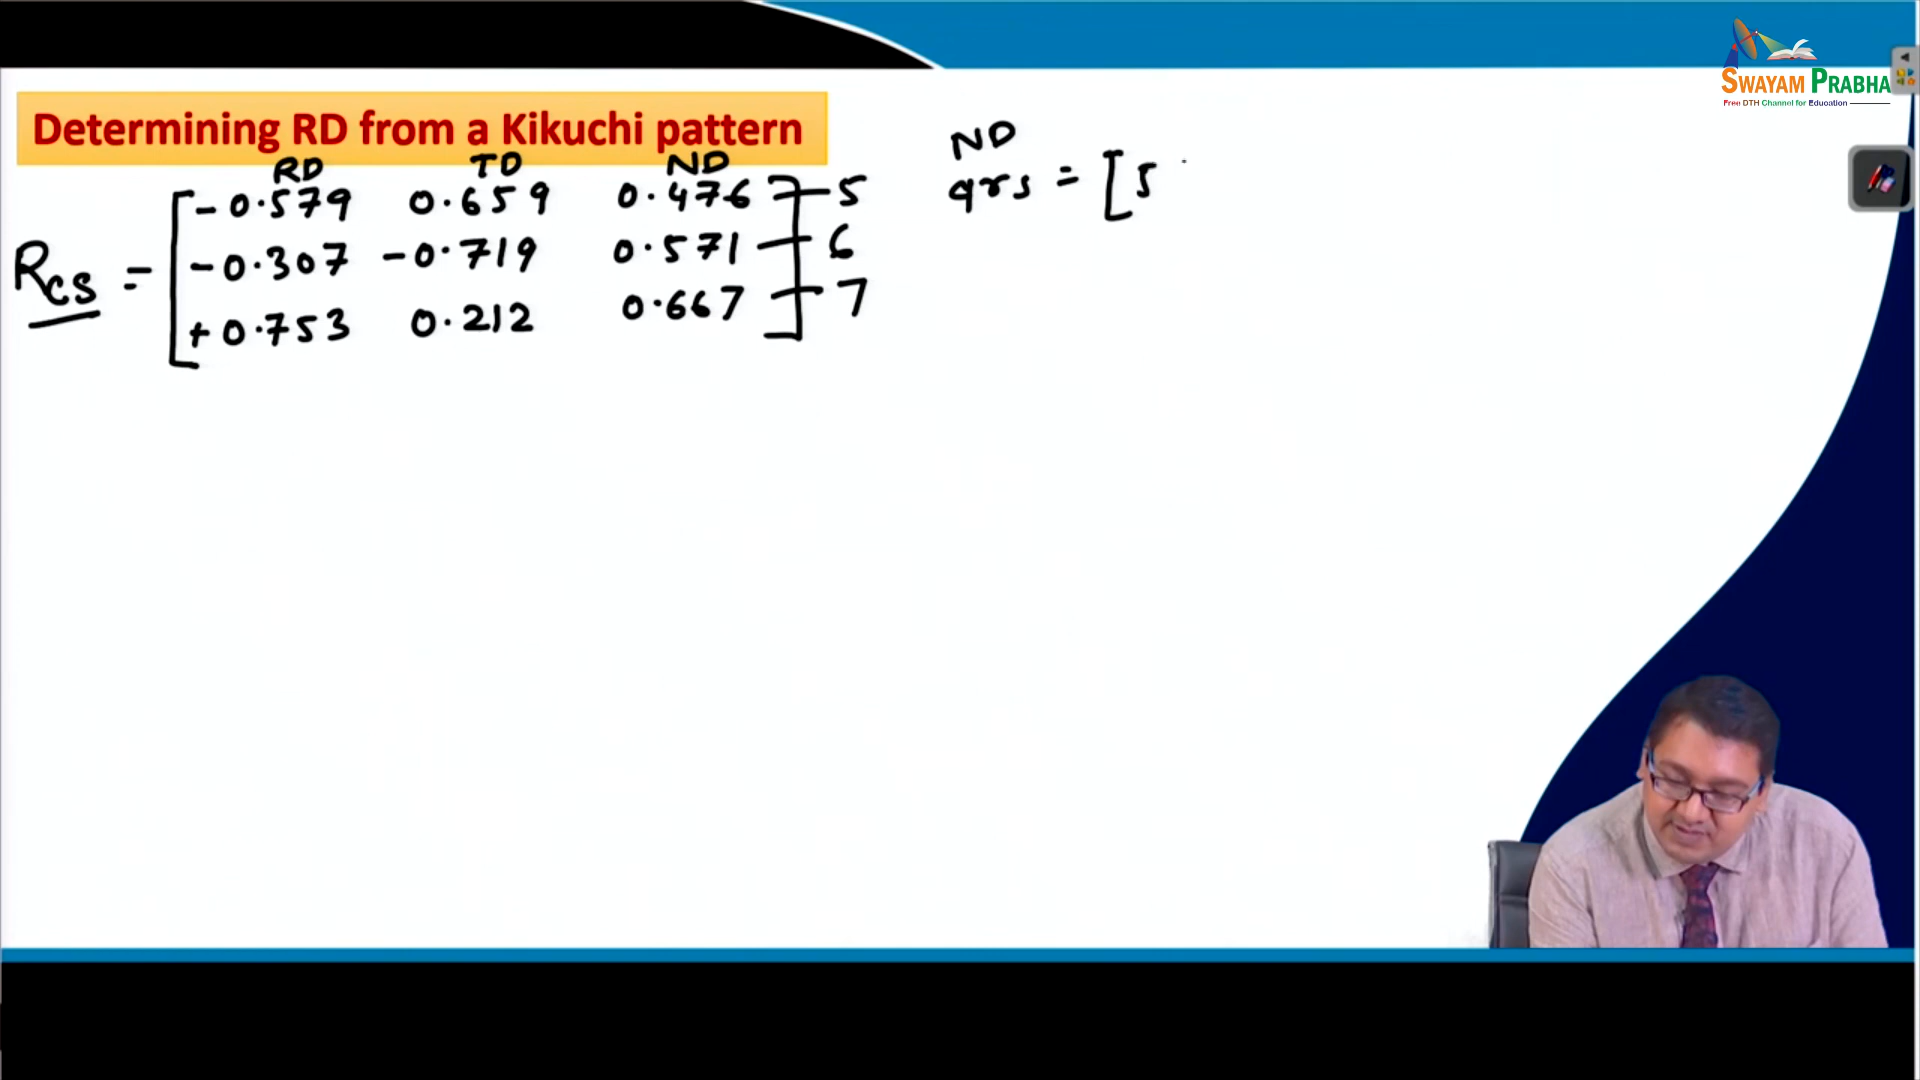 SWAYAM PRABHA
Free DTH Channel for Education
Determining RD from a Kikuchi pattern
RD TD ND
ND
qrs = [5
Rcs = [ -0.579 0.659 0.476 ] 5
-0.307 -0.719 0.571 6
+0.753 0.212 0.667 7